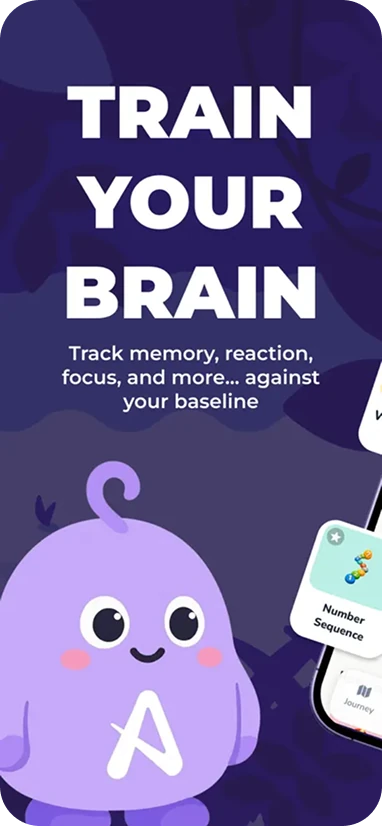 TRAIN
YOUR
BRAIN
Track memory, reaction,
focus, and more... against
your baseline
Number
Sequence
Journey